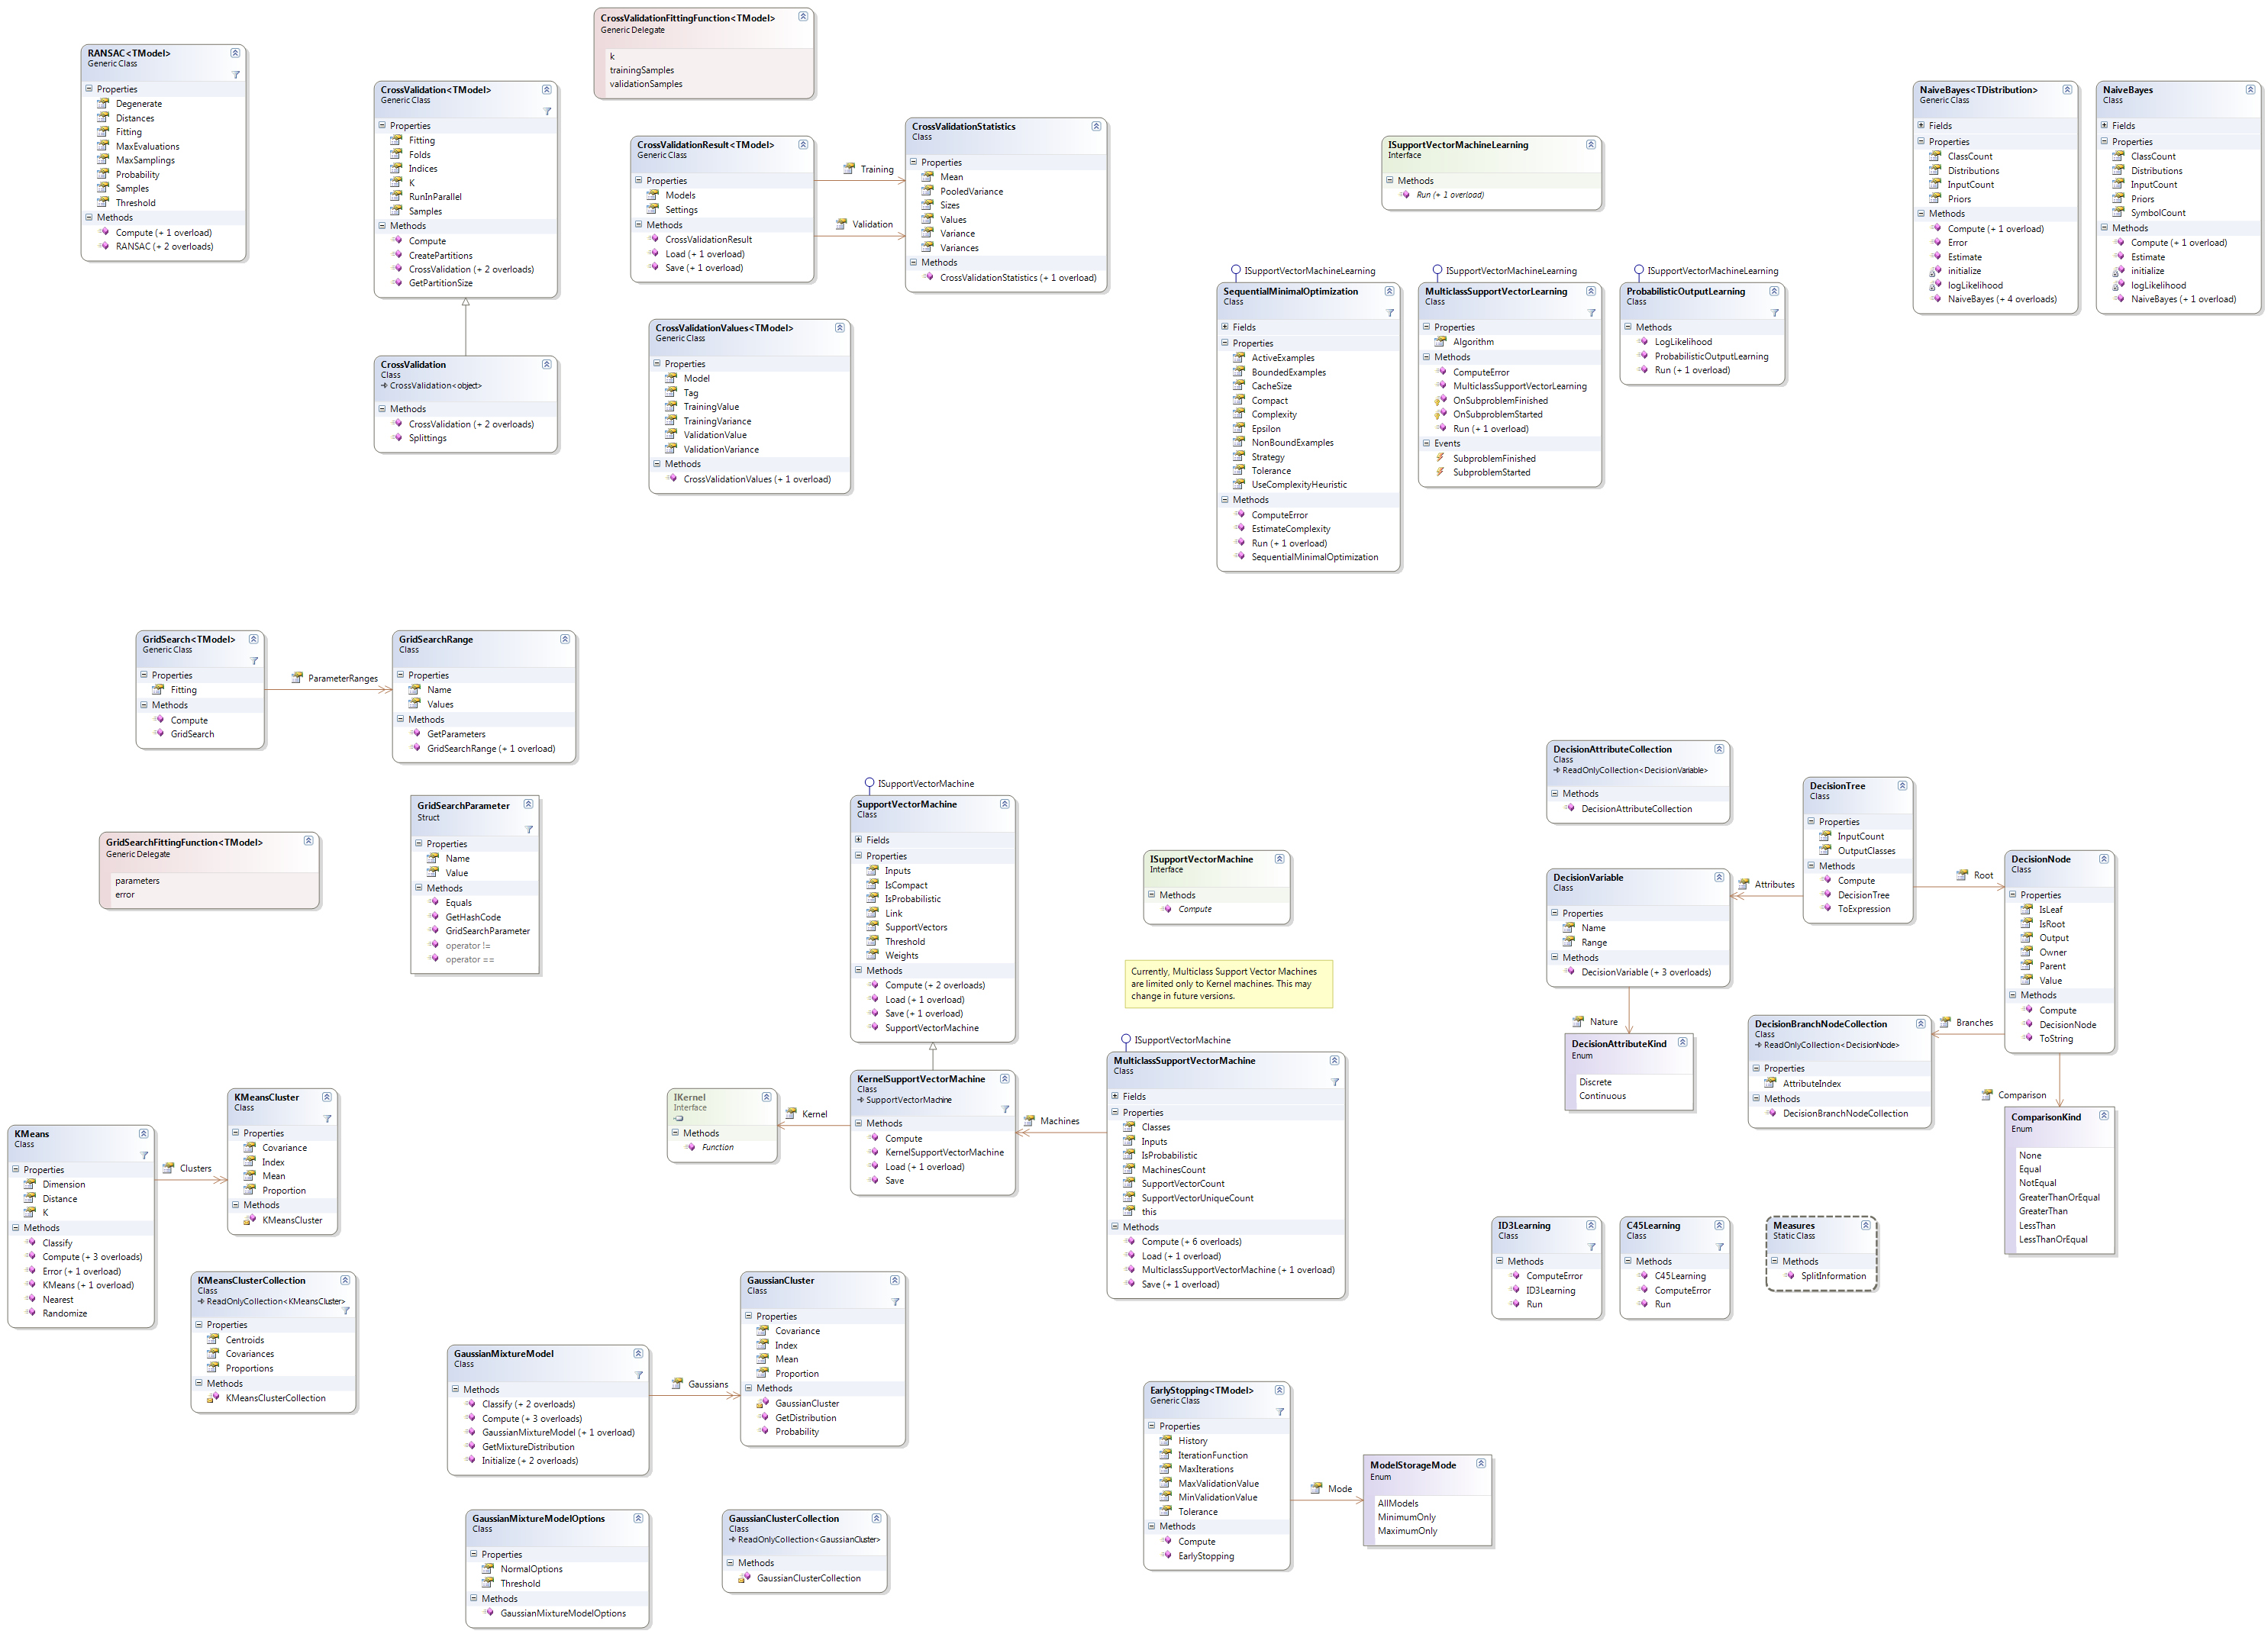 CrossValidationFittingFunction<TModel>
Generic Delegate
k
trainingSamples
validationSamples
RANSAC<TModel>
Generic Class
Properties
Degenerate
Distances
Fitting
MaxEvaluations
MaxSamplings
Probability
Samples
Threshold
Methods
Compute (+ 1 overload)
RANSAC (+ 2 overloads)
CrossValidation<TModel>
Generic Class
Properties
Fitting
Folds
Indices
K
RunInParallel
Samples
Methods
Compute
CreatePartitions
CrossValidation (+ 2 overloads)
GetPartitionSize
CrossValidation
Class
CrossValidation<object>
Methods
CrossValidation (+ 2 overloads)
Splittings
CrossValidationResult<TModel>
Generic Class
Properties
Models
Settings
Methods
CrossValidationResult
Load (+ 1 overload)
Save (+ 1 overload)
Training
Validation
CrossValidationStatistics
Class
Properties
Mean
PooledVariance
Sizes
Values
Variance
Variances
Methods
CrossValidationStatistics (+ 1 overload)
CrossValidationValues<TModel>
Generic Class
Properties
Model
Tag
TrainingValue
TrainingVariance
ValidationValue
ValidationVariance
Methods
CrossValidationValues (+ 1 overload)
ISupportVectorMachineLearning
Interface
Methods
Run (+ 1 overload)
ISupportVectorMachineLearning
SequentialMinimalOptimization
Class
Fields
Properties
ActiveExamples
BoundedExamples
CacheSize
Compact
Complexity
Epsilon
NonBoundExamples
Strategy
Tolerance
UseComplexityHeuristic
Methods
ComputeError
EstimateComplexity
Run (+ 1 overload)
SequentialMinimalOptimization
ISupportVectorMachineLearning
MulticlassSupportVectorLearning
Class
Properties
Algorithm
Methods
ComputeError
MulticlassSupportVectorLearning
OnSubproblemFinished
OnSubproblemStarted
Run (+ 1 overload)
Events
SubproblemFinished
SubproblemStarted
ISupportVectorMachineLearning
ProbabilisticOutputLearning
Class
Methods
LogLikelihood
ProbabilisticOutputLearning
Run (+ 1 overload)
NaiveBayes<TDistribution>
Generic Class
Fields
Properties
ClassCount
Distributions
InputCount
Priors
Methods
Compute (+ 1 overload)
Error
Estimate
initialize
logLikelihood
NaiveBayes (+ 4 overloads)
NaiveBayes
Class
Fields
Properties
ClassCount
Distributions
InputCount
Priors
SymbolCount
Methods
Compute (+ 1 overload)
Estimate
initialize
logLikelihood
NaiveBayes (+ 1 overload)
GridSearch<TModel>
Generic Class
Properties
Fitting
Methods
Compute
GridSearch
ParameterRanges
GridSearchRange
Class
Properties
Name
Values
Methods
GetParameters
GridSearchRange (+ 1 overload)
GridSearchParameter
Struct
Properties
Name
Value
Methods
Equals
GetHashCode
GridSearchParameter
operator !=
operator ==
GridSearchFittingFunction<TModel>
Generic Delegate
parameters
error
ISupportVectorMachine
SupportVectorMachine
Class
Fields
Properties
Inputs
IsCompact
IsProbabilistic
Link
SupportVectors
Threshold
Weights
Methods
Compute (+ 2 overloads)
Load (+ 1 overload)
Save (+ 1 overload)
SupportVectorMachine
ISupportVectorMachine
Interface
Methods
Compute
Currently, Multiclass Support Vector Machines
are limited only to Kernel machines. This may
change in future versions.
IKernel
Interface
Methods
Function
Kernel
KernelSupportVectorMachine
Class
SupportVectorMachine
Methods
Compute
KernelSupportVectorMachine
Load (+ 1 overload)
Save
Machines
ISupportVectorMachine
MulticlassSupportVectorMachine
Class
Fields
Properties
Classes
Inputs
IsProbabilistic
MachinesCount
SupportVectorCount
SupportVectorUniqueCount
this
Methods
Compute (+ 6 overloads)
Load (+ 1 overload)
MulticlassSupportVectorMachine (+ 1 overload)
Save (+ 1 overload)
DecisionAttributeCollection
Class
ReadOnlyCollection<DecisionVariable>
Methods
DecisionAttributeCollection
DecisionTree
Class
Properties
InputCount
OutputClasses
Methods
Compute
DecisionTree
ToExpression
Attributes
Root
DecisionVariable
Class
Properties
Name
Range
Methods
DecisionVariable (+ 3 overloads)
Nature
DecisionAttributeKind
Enum
Discrete
Continuous
DecisionNode
Class
Properties
IsLeaf
IsRoot
Output
Owner
Parent
Value
Methods
Compute
DecisionNode
ToString
Branches
DecisionBranchNodeCollection
Class
ReadOnlyCollection<DecisionNode>
Properties
AttributeIndex
Methods
DecisionBranchNodeCollection
Comparison
ComparisonKind
Enum
None
Equal
NotEqual
GreaterThanOrEqual
GreaterThan
LessThan
LessThanOrEqual
KMeans
Class
Properties
Dimension
Distance
K
Methods
Classify
Compute (+ 3 overloads)
Error (+ 1 overload)
KMeans (+ 1 overload)
Nearest
Randomize
Clusters
KMeansCluster
Class
Properties
Covariance
Index
Mean
Proportion
Methods
KMeansCluster
KMeansClusterCollection
Class
ReadOnlyCollection<KMeansCluster>
Properties
Centroids
Covariances
Proportions
Methods
KMeansClusterCollection
GaussianMixtureModel
Class
Methods
Classify (+ 2 overloads)
Compute (+ 3 overloads)
GaussianMixtureModel (+ 1 overload)
GetMixtureDistribution
Initialize (+ 2 overloads)
Gaussians
GaussianCluster
Class
Properties
Covariance
Index
Mean
Proportion
Methods
GaussianCluster
GetDistribution
Probability
GaussianMixtureModelOptions
Class
Properties
NormalOptions
Threshold
Methods
GaussianMixtureModelOptions
GaussianClusterCollection
Class
ReadOnlyCollection<GaussianCluster>
Methods
GaussianClusterCollection
ID3Learning
Class
Methods
ComputeError
ID3Learning
Run
C45Learning
Class
Methods
C45Learning
ComputeError
Run
Measures
Static Class
Methods
SplitInformation
EarlyStopping<TModel>
Generic Class
Properties
History
IterationFunction
MaxIterations
MaxValidationValue
MinValidationValue
Tolerance
Methods
Compute
EarlyStopping
Mode
ModelStorageMode
Enum
AllModels
MinimumOnly
MaximumOnly